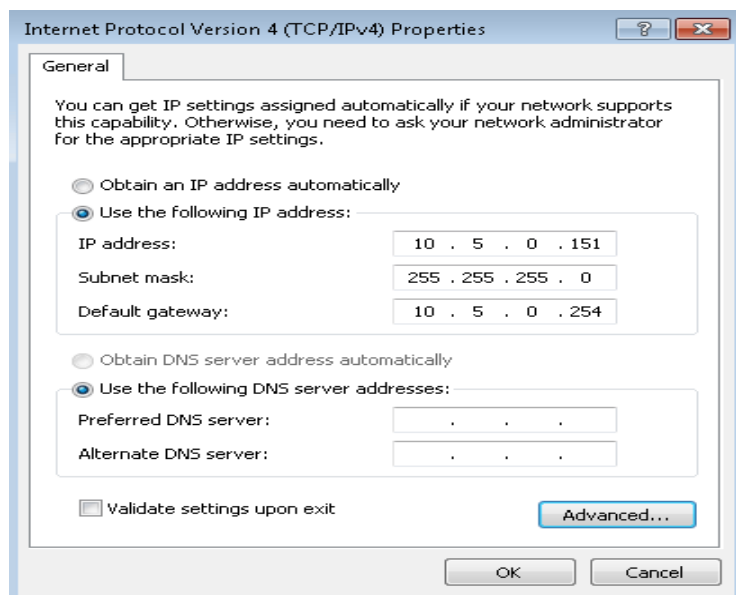 Internet Protocol Version 4 (TCP/IPv4) Properties
General
You can get IP settings assigned automatically if your network supports
this capability. Otherwise, you need to ask your network administrator
for the appropriate IP settings.
Obtain an IP address automatically
Use the following IP address:
IP address: 10 . 5 . 0 . 151
Subnet mask: 255 . 255 . 255 . 0
Default gateway: 10 . 5 . 0 . 254
Obtain DNS server address automatically
Use the following DNS server addresses:
Preferred DNS server: . . .
Alternate DNS server: . . .
Validate settings upon exit
Advanced...
OK Cancel